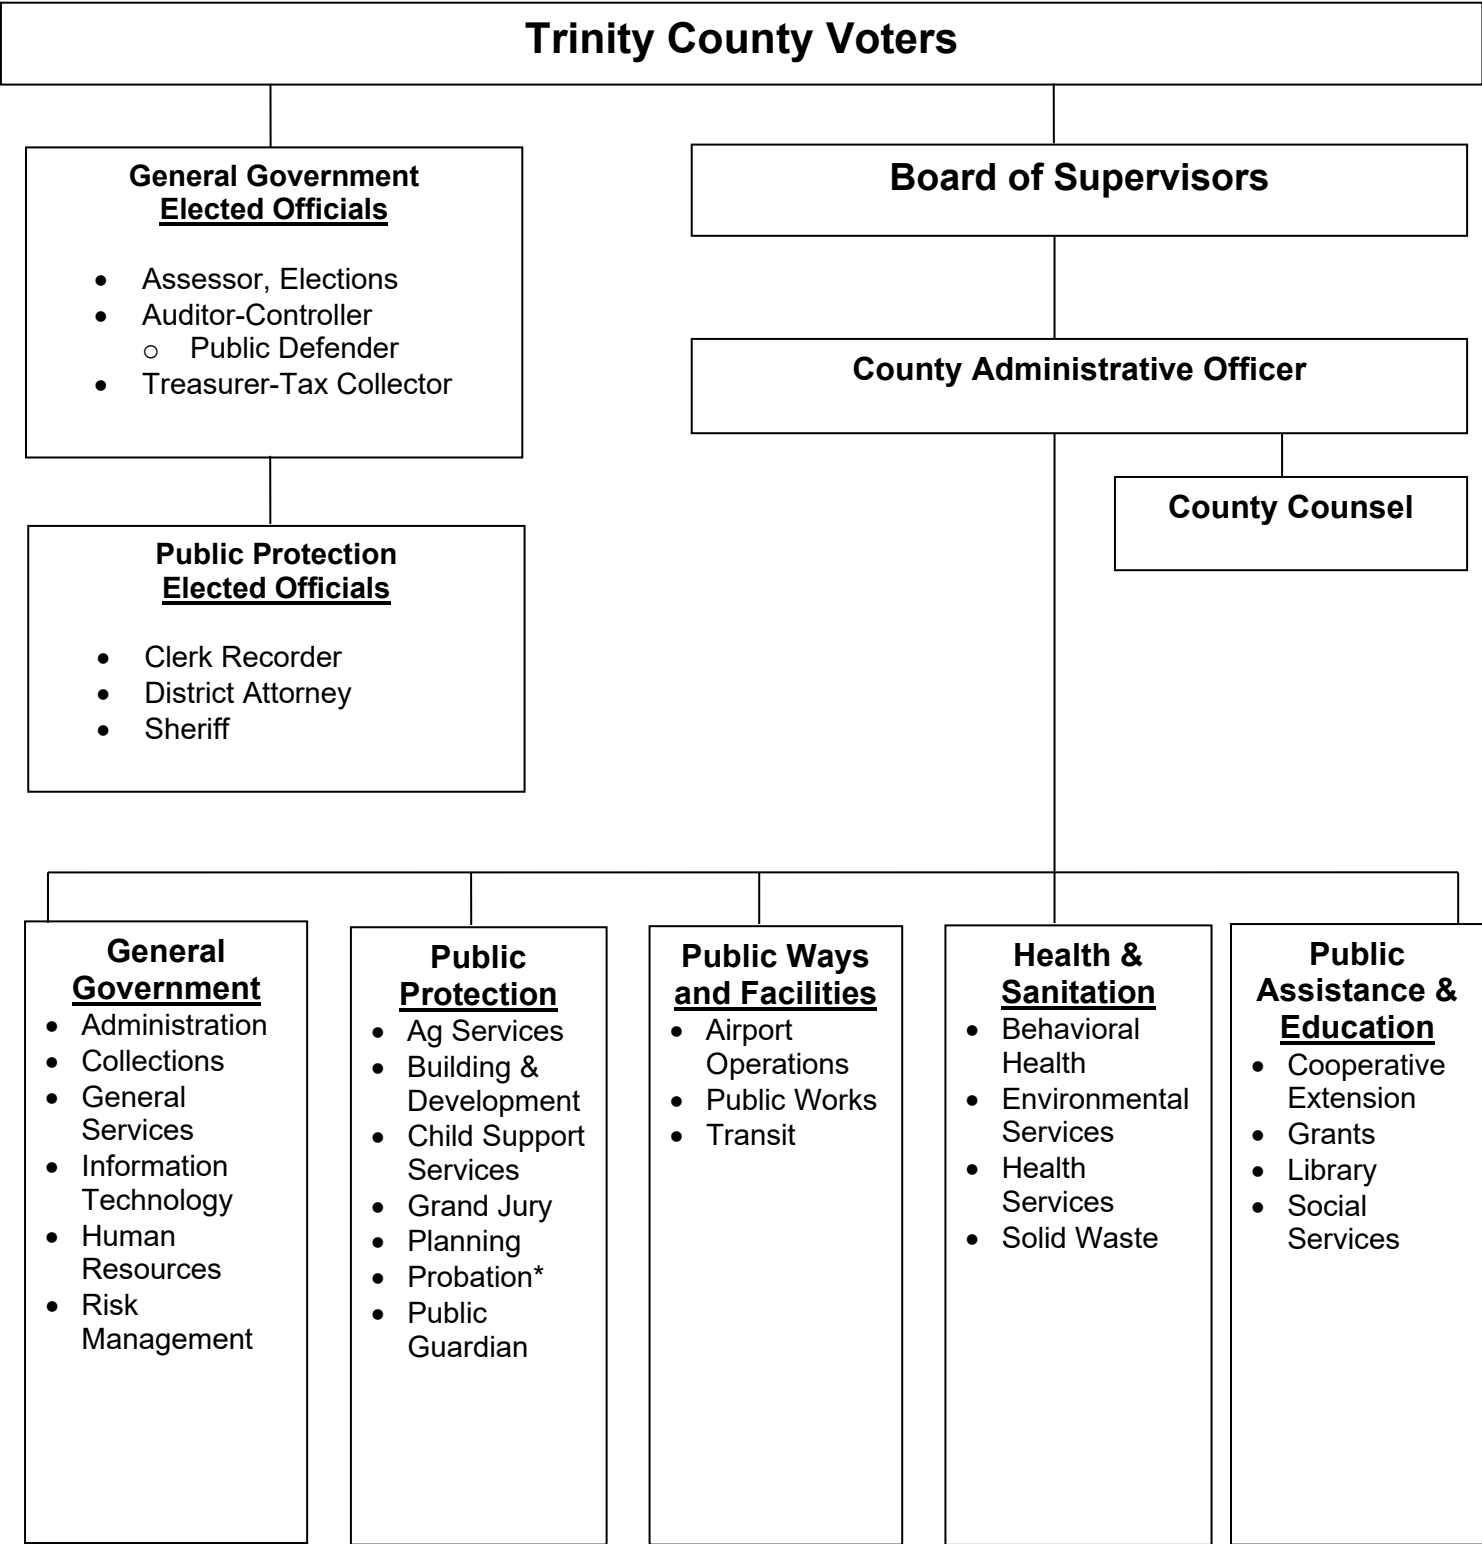 Trinity County Voters
General Government
Elected Officials
• Assessor, Elections
• Auditor-Controller
o Public Defender
• Treasurer-Tax Collector
Board of Supervisors
County Administrative Officer
County Counsel
Public Protection
Elected Officials
• Clerk Recorder
• District Attorney
• Sheriff
General
Government
• Administration
• Collections
• General
Services
• Information
Technology
• Human
Resources
• Risk
Management
Public
Protection
• Ag Services
• Building &
Development
• Child Support
Services
• Grand Jury
• Planning
• Probation*
• Public
Guardian
Public Ways
and Facilities
• Airport
Operations
• Public Works
• Transit
Health &
Sanitation
• Behavioral
Health
• Environmental
Services
• Health
Services
• Solid Waste
Public
Assistance &
Education
• Cooperative
Extension
• Grants
• Library
• Social
Services